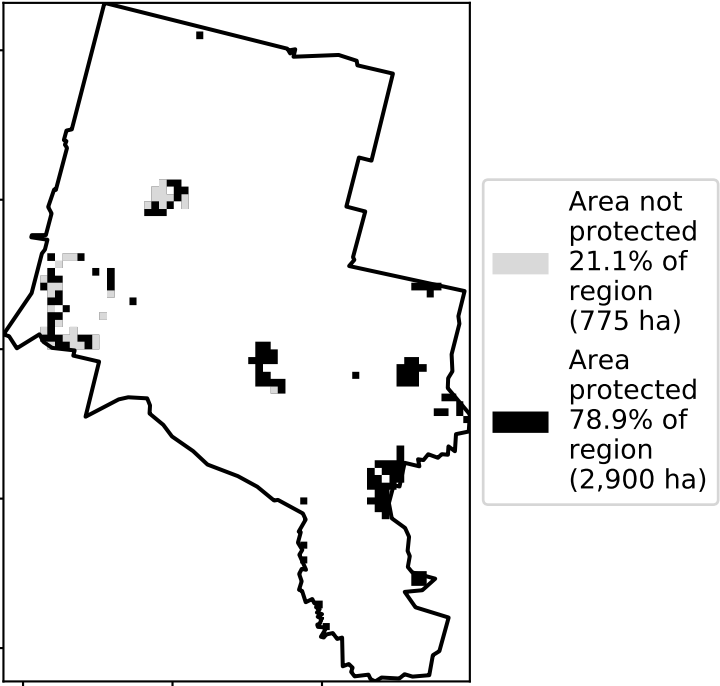 Area not
protected
21.1% of
region
(775 ha)
Area
protected
78.9% of
region
(2,900 ha)